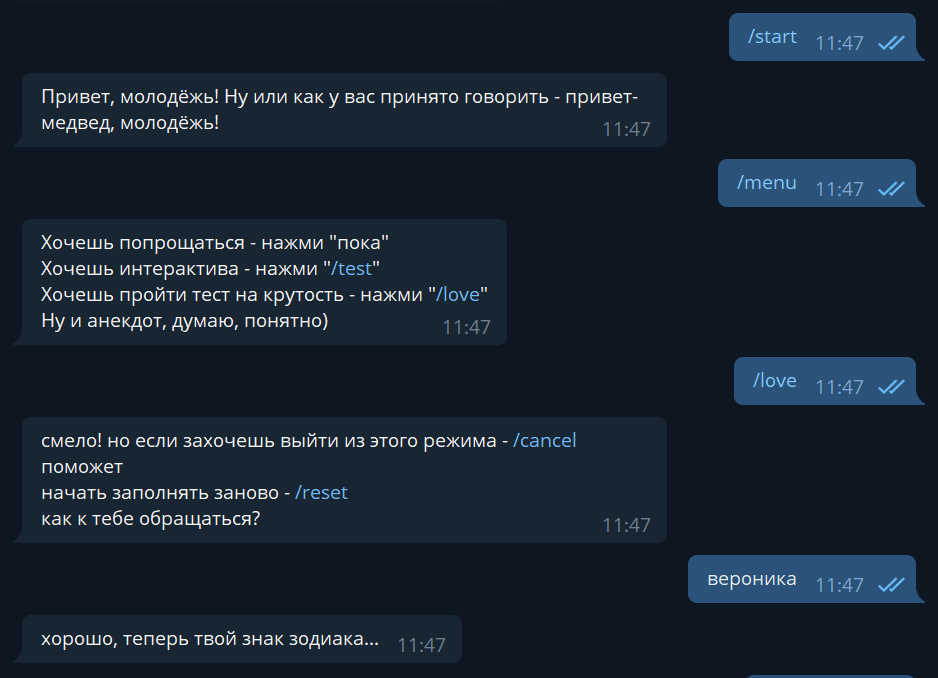 /start 11:47
Привет, молодёжь! Ну или как у вас принято говорить - привет-
медвед, молодёжь!
11:47
/menu 11:47
Хочешь попрощаться - нажми "пока"
Хочешь интерактива - нажми "/test"
Хочешь пройти тест на крутость - нажми "/love"
Ну и анекдот, думаю, понятно)
11:47
/love 11:47
смело! но если захочешь выйти из этого режима - /cancel
поможет
начать заполнять заново - /reset
как к тебе обращаться?
11:47
вероника 11:47
хорошо, теперь твой знак зодиака... 11:47